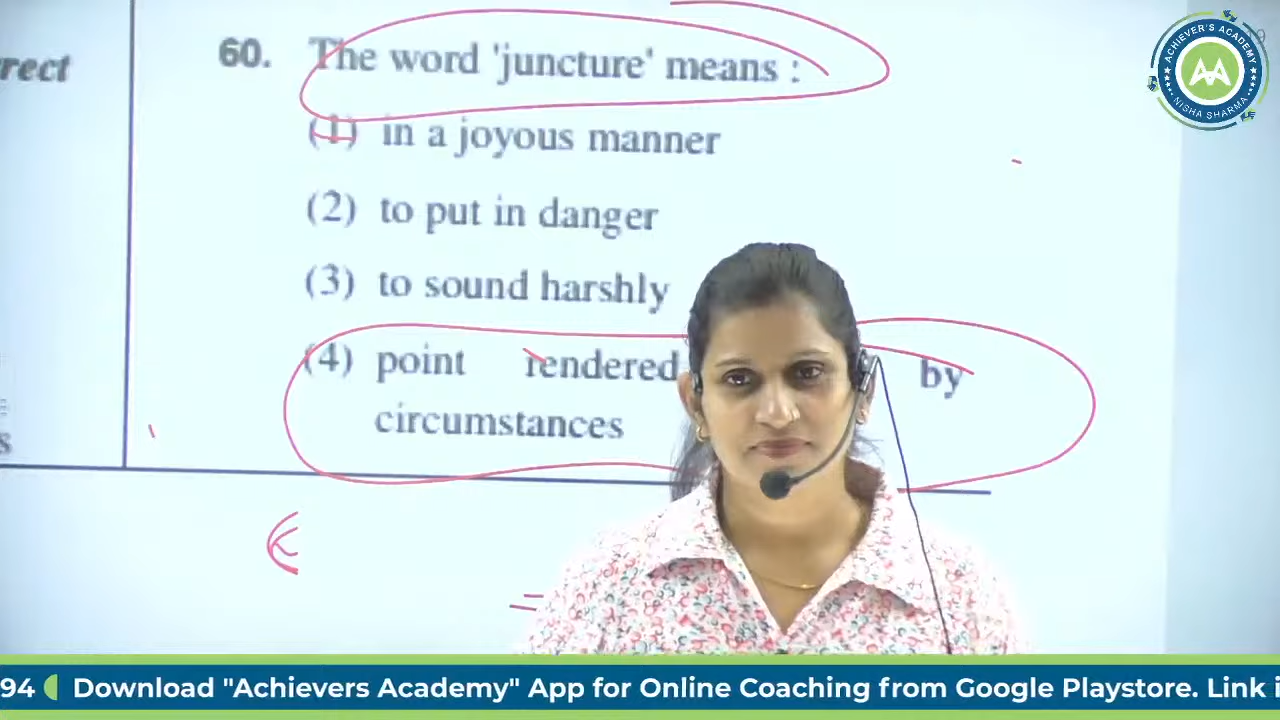 rect
60. The word 'juncture' means :
(1) in a joyous manner
(2) to put in danger
(3) to sound harshly
(4) point rendered by
circumstances
s
ACHIEVER'S ACADEMY
AA
NISHA SHARMA
94 Download "Achievers Academy" App for Online Coaching from Google Playstore. Link i